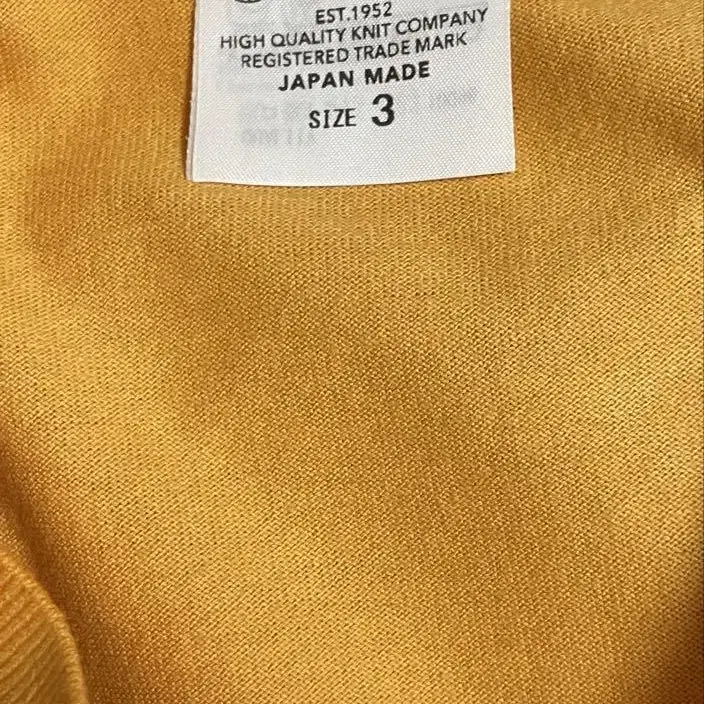 EST.1952
HIGH QUALITY KNIT COMPANY
REGISTERED TRADE MARK
JAPAN MADE
SIZE 3